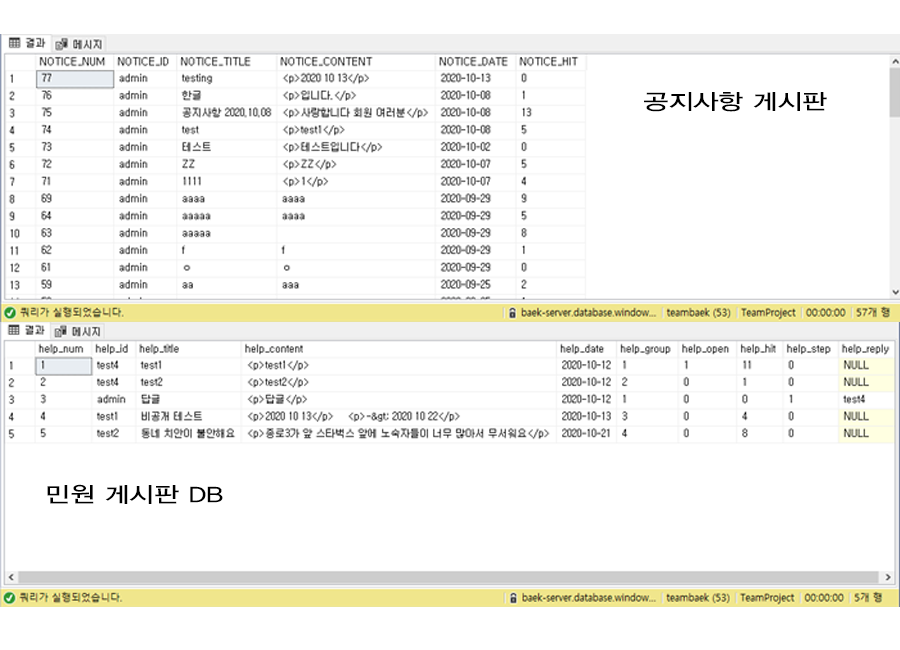 결과 메시지
NOTICE_NUM NOTICE_ID NOTICE_TITLE NOTICE_CONTENT NOTICE_DATE NOTICE_HIT
1 77 admin testing <p>2020 10 13</p> 2020-10-13 0
2 76 admin 한글 <p>입니다.</p> 2020-10-08 1
3 75 admin 공지사항 2020,10,08 <p>사랑합니다 회원 여러분</p> 2020-10-08 13
4 74 admin test <p>test1</p> 2020-10-08 5
5 73 admin 테스트 <p>테스트입니다</p> 2020-10-02 0
6 72 admin ZZ <p>ZZ</p> 2020-10-07 5
7 71 admin 1111 <p>1</p> 2020-10-07 4
8 69 admin aaaa aaaa 2020-09-29 9
9 64 admin aaaaa aaaa 2020-09-29 5
10 63 admin aaaaa 2020-09-29 8
11 62 admin f f 2020-09-29 1
12 61 admin ㅇ ㅇ 2020-09-29 0
13 59 admin aa aaa 2020-09-25 2
공지사항 게시판
쿼리가 실행되었습니다. baek-server.database.window... teambaek (53) TeamProject 00:00:00 57개 행
결과 메시지
help_num help_id help_title help_content help_date help_group help_open help_hit help_step help_reply
1 1 test4 test1 <p>test1</p> 2020-10-12 1 1 11 0 NULL
2 2 test4 test2 <p>test2</p> 2020-10-12 2 0 1 0 NULL
3 3 admin 답글 <p>답글</p> 2020-10-12 1 0 0 1 test4
4 4 test1 비공개 테스트 <p>2020 10 13</p> <p>-&gt; 2020 10 22</p> 2020-10-13 3 0 4 0 NULL
5 5 test2 동네 치안이 불안해요 <p>종로3가 앞 스타벅스 앞에 노숙자들이 너무 많아서 무서워요</p> 2020-10-21 4 0 8 0 NULL
민원 게시판 DB
쿼리가 실행되었습니다. baek-server.database.window... teambaek (53) TeamProject 00:00:00 5개 행